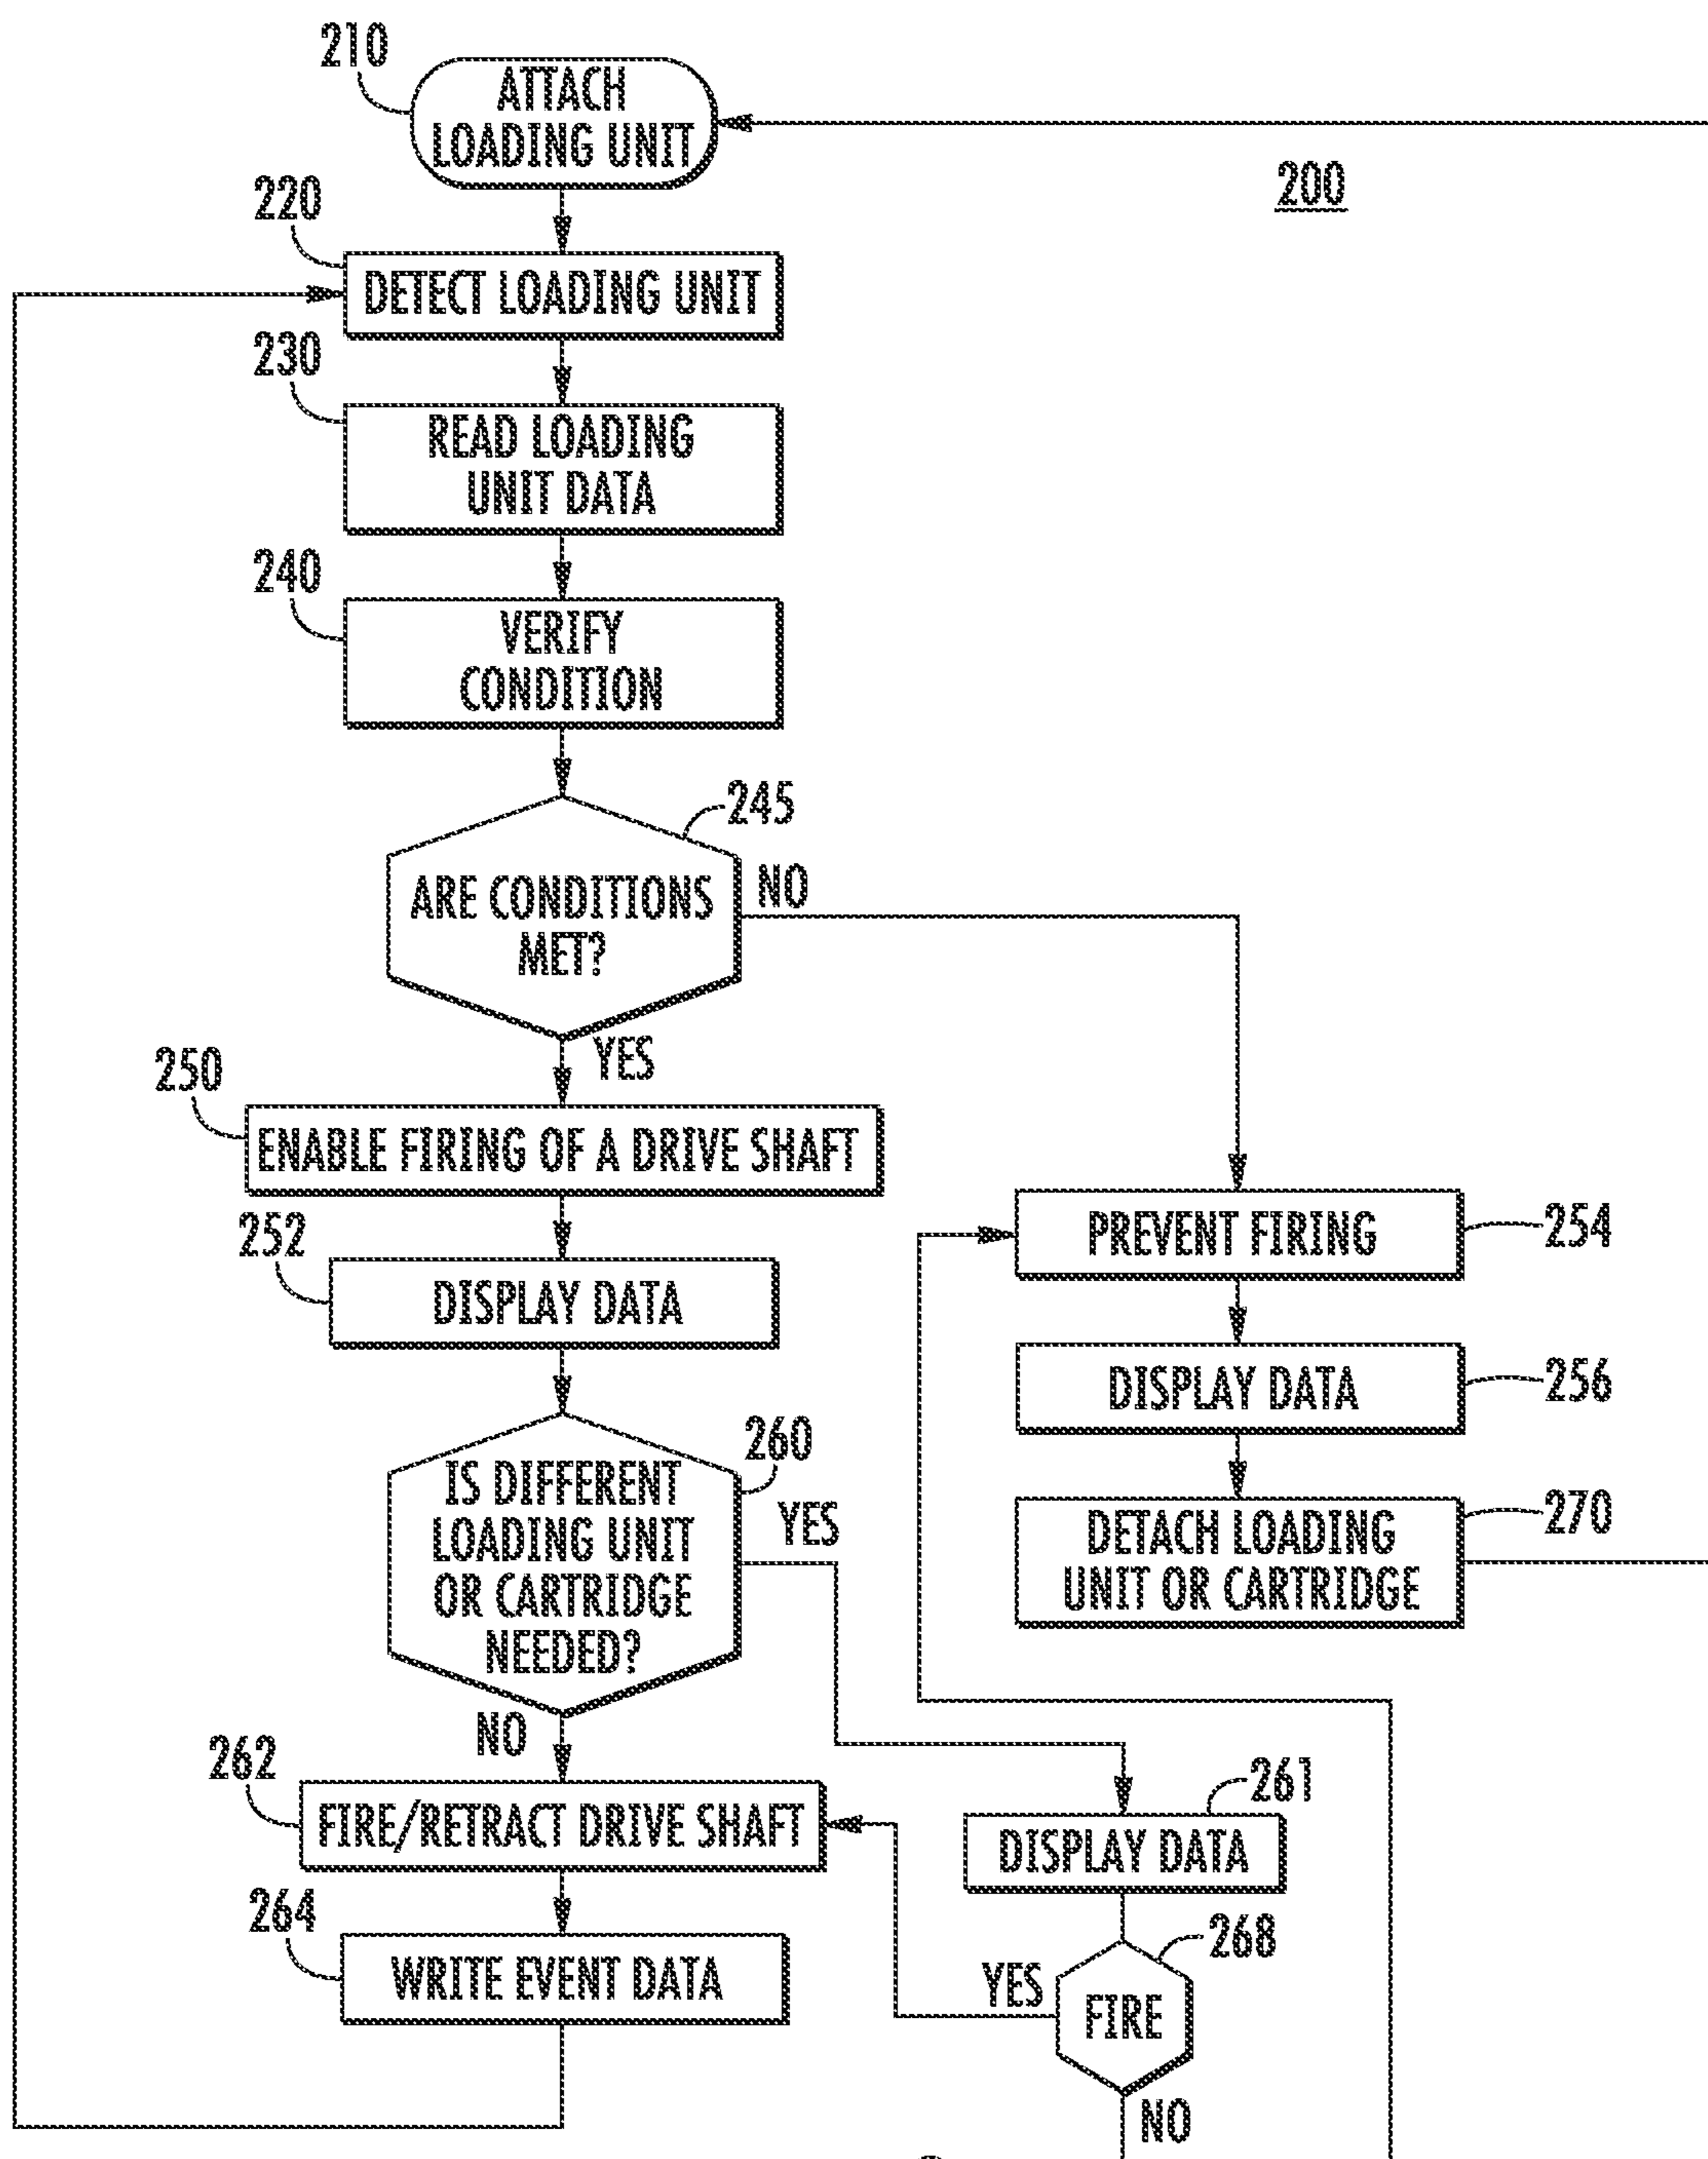 210
ATTACH
LOADING UNIT
200
220
DETECT LOADING UNIT
230
READ LOADING
UNIT DATA
240
VERIFY
CONDITION
245
ARE CONDITIONS
MET?
NO
YES
250
ENABLE FIRING OF A DRIVE SHAFT
252
DISPLAY DATA
PREVENT FIRING
254
DISPLAY DATA
256
DETACH LOADING
UNIT OR CARTRIDGE
270
260
IS DIFFERENT
LOADING UNIT
OR CARTRIDGE
NEEDED?
YES
NO
262
FIRE/RETRACT DRIVE SHAFT
261
DISPLAY DATA
264
WRITE EVENT DATA
268
YES
FIRE
NO